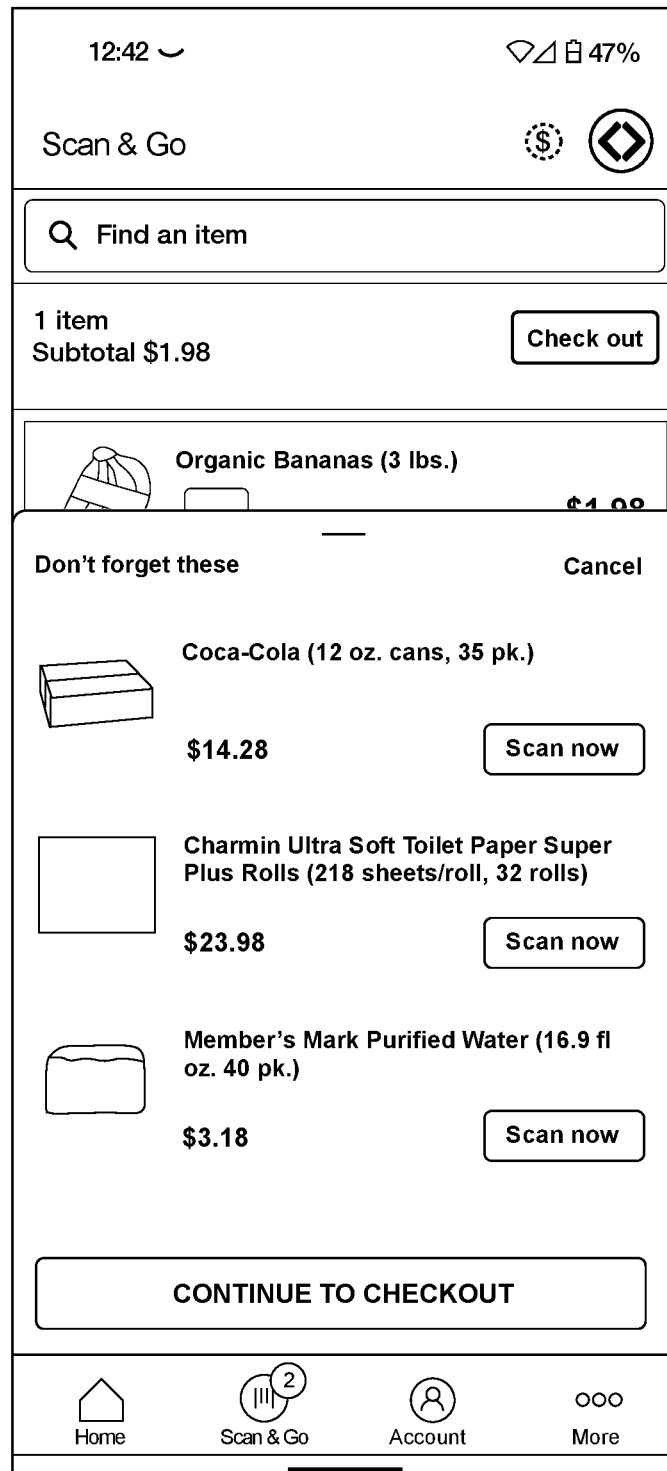 12:42 47%
Scan & Go $
Find an item
1 item
Subtotal $1.98
Check out
Organic Bananas (3 lbs.)
$1.98
Don't forget these Cancel
Coca-Cola (12 oz. cans, 35 pk.)
$14.28 Scan now
Charmin Ultra Soft Toilet Paper Super
Plus Rolls (218 sheets/roll, 32 rolls)
$23.98 Scan now
Member's Mark Purified Water (16.9 fl
oz. 40 pk.)
$3.18 Scan now
CONTINUE TO CHECKOUT
2
Home Scan & Go Account More